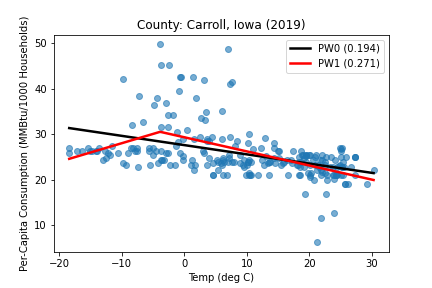 County: Carroll, Iowa (2019)
Per-Capita Consumption (MMBtu/1000 Households)
50
40
30
20
10
PW0 (0.194)
PW1 (0.271)
−20
−10
0
10
20
30
Temp (deg C)